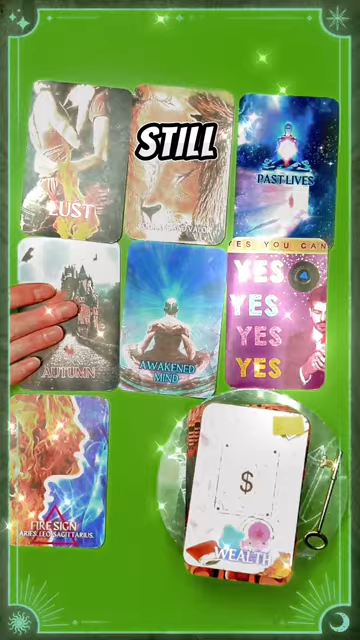 LUST
STILL
PAST LIVES
AUTUMN
AWAKENED
MIND
YES YOU CAN
YES
YES
YES
YES
FIRE SIGN
ARIES. LEO. SAGITTARIUS.
$
WEALTH